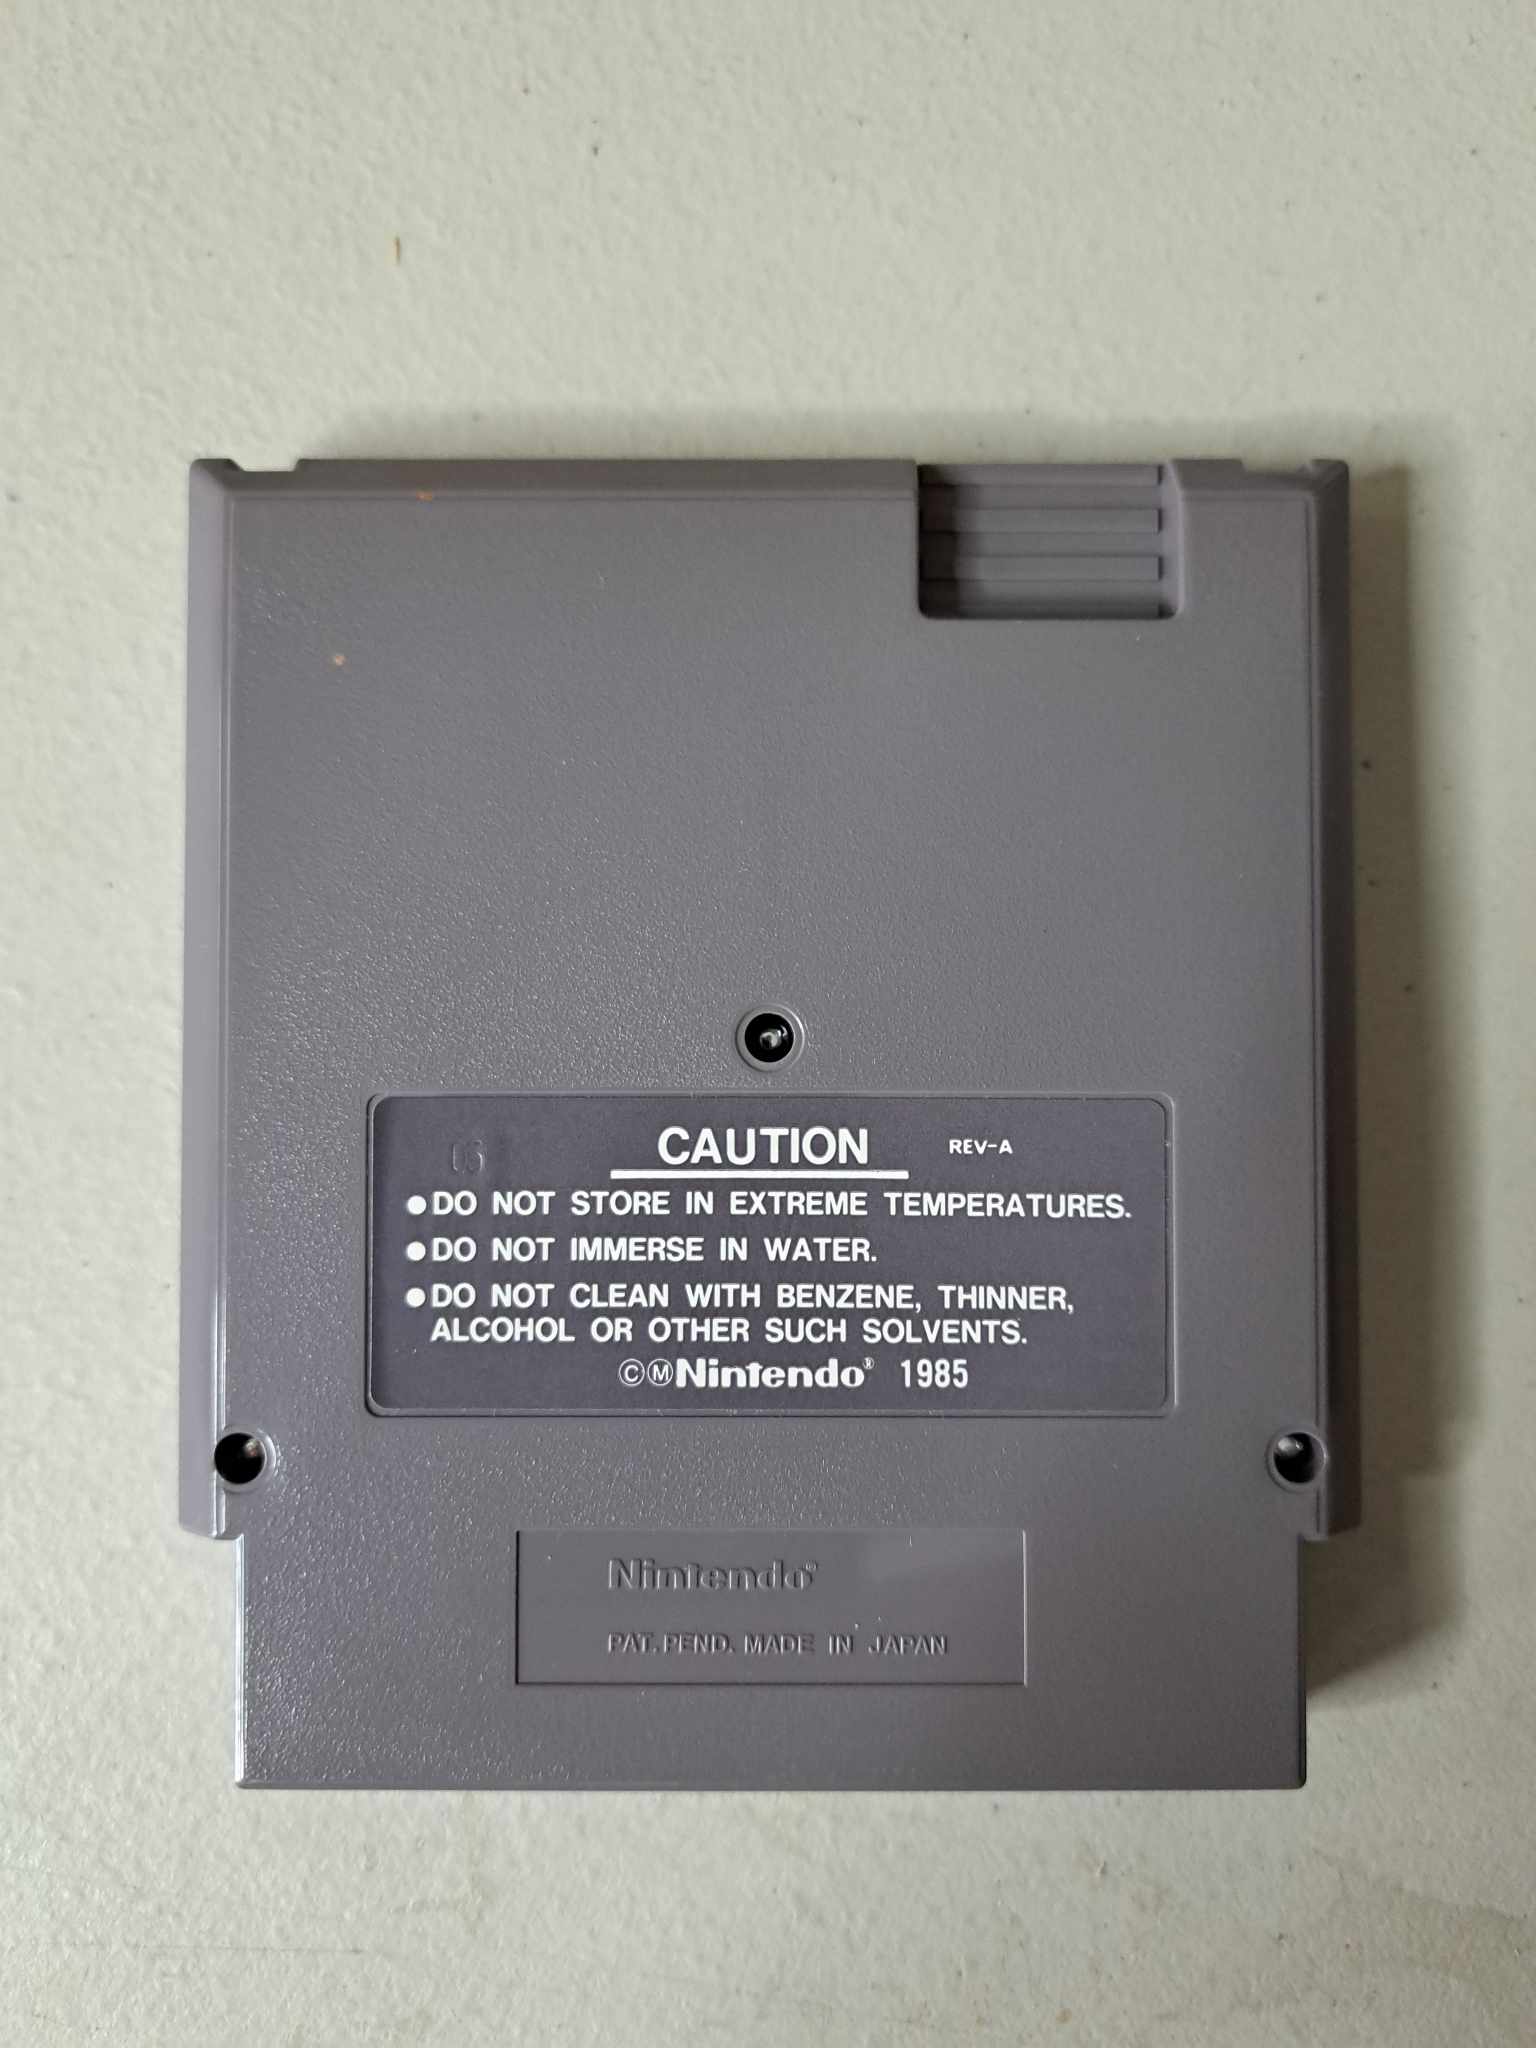 CAUTION REV-A
●DO NOT STORE IN EXTREME TEMPERATURES.
●DO NOT IMMERSE IN WATER.
●DO NOT CLEAN WITH BENZENE, THINNER,
ALCOHOL OR OTHER SUCH SOLVENTS.
©ⓂNintendo® 1985
Nintendo®
PAT. PEND. MADE IN JAPAN